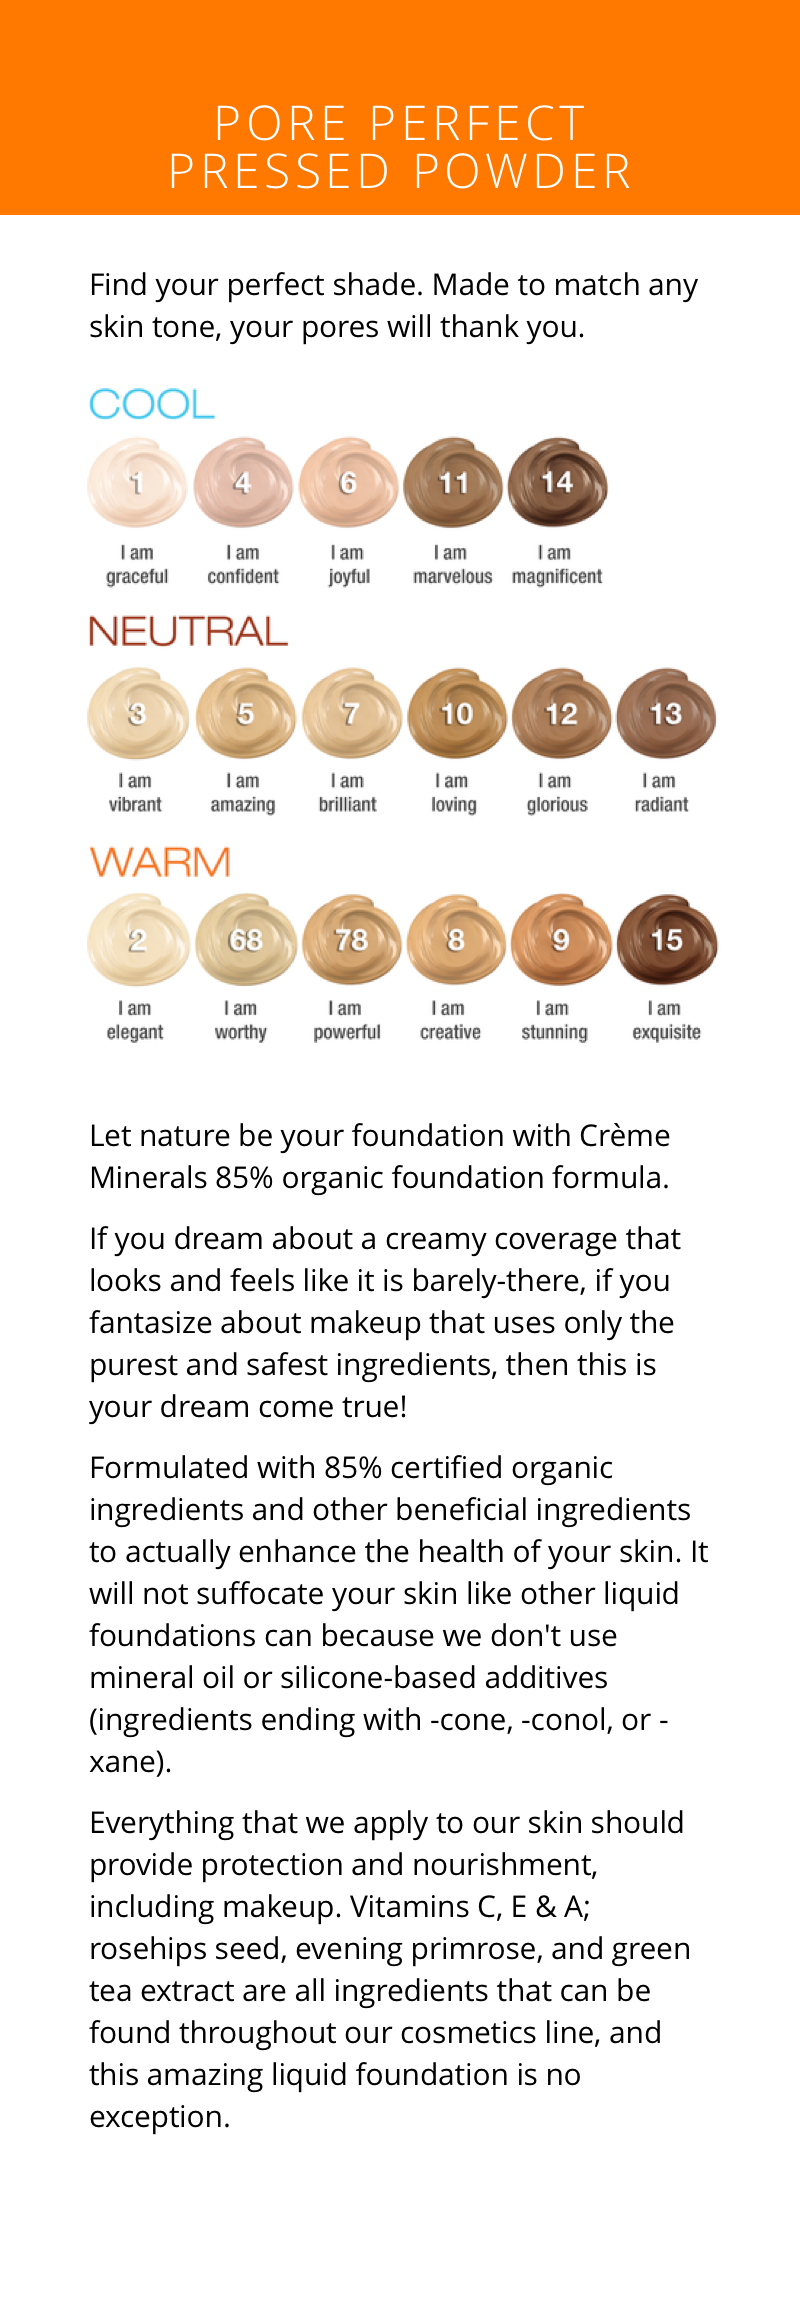 PORE PERFECT
PRESSED POWDER
Find your perfect shade. Made to match any
skin tone, your pores will thank you.
COOL
1 4 6 11 14
I am I am I am I am I am
graceful confident joyful marvelous magnificent
NEUTRAL
3 5 7 10 12 13
I am I am I am I am I am I am
vibrant amazing brilliant loving glorious radiant
WARM
2 68 78 8 9 15
I am I am I am I am I am I am
elegant worthy powerful creative stunning exquisite
Let nature be your foundation with Crème
Minerals 85% organic foundation formula.
If you dream about a creamy coverage that
looks and feels like it is barely-there, if you
fantasize about makeup that uses only the
purest and safest ingredients, then this is
your dream come true!
Formulated with 85% certified organic
ingredients and other beneficial ingredients
to actually enhance the health of your skin. It
will not suffocate your skin like other liquid
foundations can because we don't use
mineral oil or silicone-based additives
(ingredients ending with -cone, -conol, or -
xane).
Everything that we apply to our skin should
provide protection and nourishment,
including makeup. Vitamins C, E & A;
rosehips seed, evening primrose, and green
tea extract are all ingredients that can be
found throughout our cosmetics line, and
this amazing liquid foundation is no
exception.